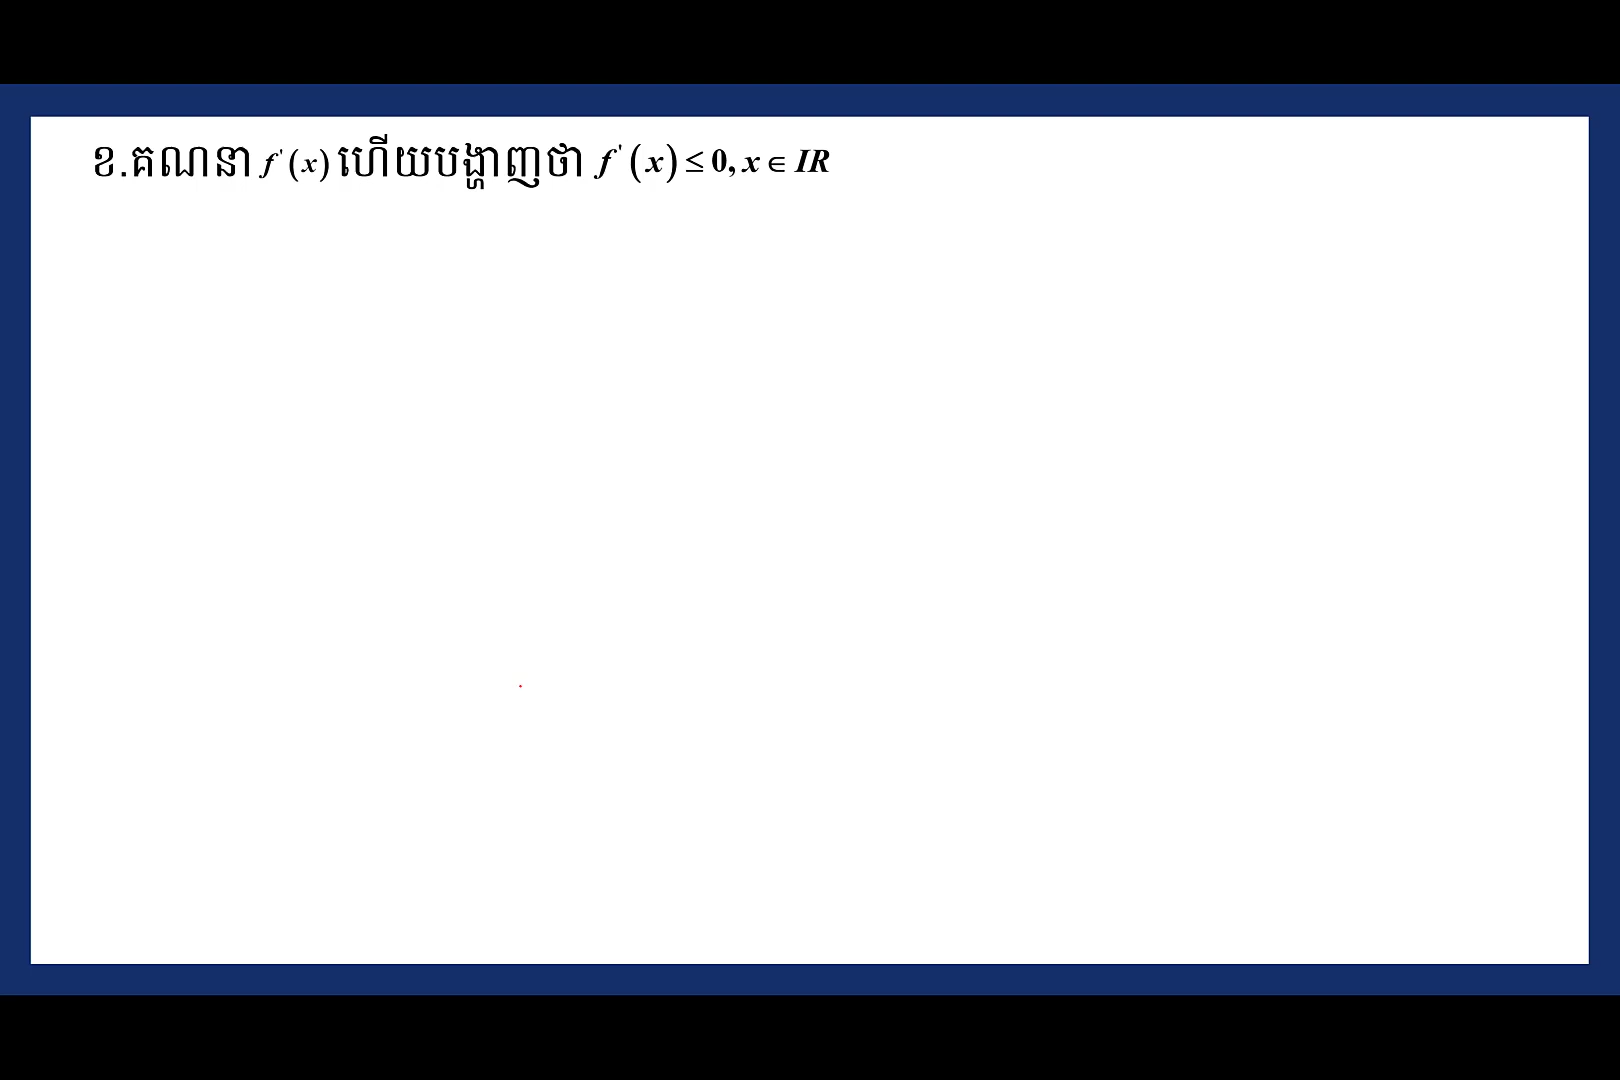 ខ.គណនា f'(x) ហើយបង្ហាញថា f'(x) ≤ 0, x ∈ IR